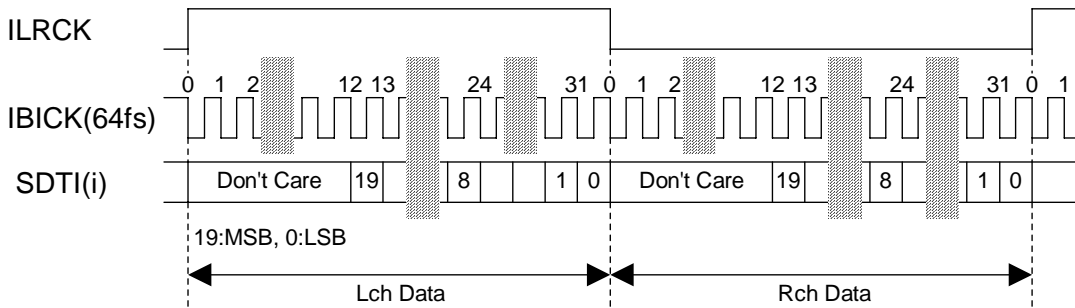 ILRCK
0 1 2 12 13 24 31 0 1 2 12 13 24 31 0 1
IBICK(64fs)
SDTI(i) Don't Care 19 8 1 0 Don't Care 19 8 1 0
19:MSB, 0:LSB
Lch Data Rch Data